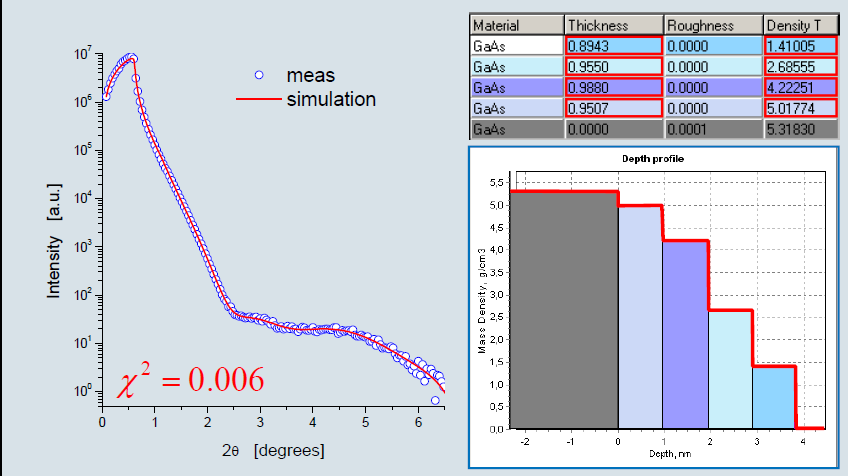 10⁷
10⁶
10⁵
10⁴
10³
10²
10¹
10⁰
Intensity [a.u.]
meas
simulation
χ² = 0.006
0 1 2 3 4 5 6
2θ [degrees]
Material Thickness Roughness Density T
GaAs 0.8943 0.0000 1.41005
GaAs 0.9550 0.0000 2.68555
GaAs 0.9880 0.0000 4.22251
GaAs 0.9507 0.0000 5.01774
GaAs 0.0000 0.0001 5.31830
Depth profile
5,5
5,0
4,5
4,0
3,5
3,0
2,5
2,0
1,5
1,0
0,5
0,0
Mass Density, g/cm3
-2 -1 0 1 2 3 4
Depth, nm